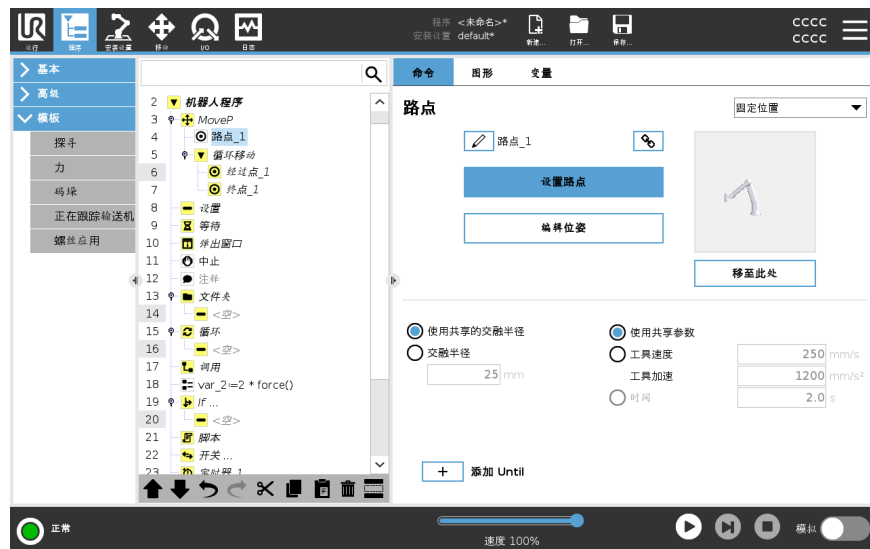 程序 <未命名>*
安装设置 default*
新建... 打开... 保存...
CCCC
CCCC
运行 程序 安装设置 移动 I/O 日志
基本
高级
模板
探寻
力
码垛
正在跟踪输送机
螺丝应用
2 机器人程序
3 MoveP
4 路点_1
5 循环移动
6 经过点_1
7 终点_1
8 设置
9 等待
10 弹出窗口
11 中止
12 注释
13 文件夹
14 <空>
15 循环
16 <空>
17 调用
18 var_2:=2 * force()
19 If ...
20 <空>
21 脚本
22 开关 ...
23 定时器_1
命令 图形 变量
路点
固定位置
路点_1
设置路点
编辑位姿
移至此处
使用共享的交融半径
交融半径
25 mm
使用共享参数
工具速度 250 mm/s
工具加速 1200 mm/s²
时间 2.0 s
+ 添加 Until
正常
速度 100%
模拟